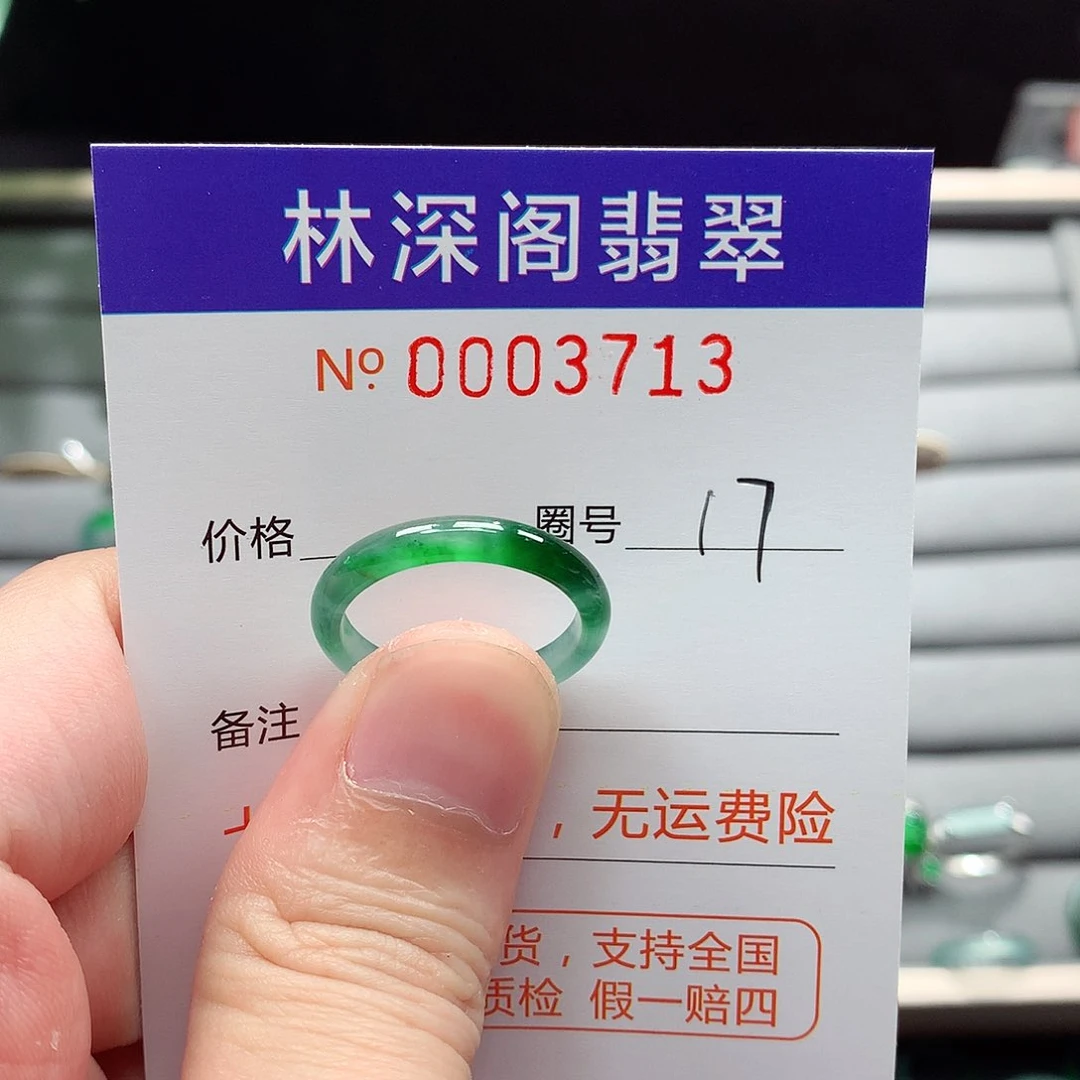 林深阁翡翠
Nº 0003713
价格 圈号 17
备注
，无运费险
货，支持全国
质检 假一赔四